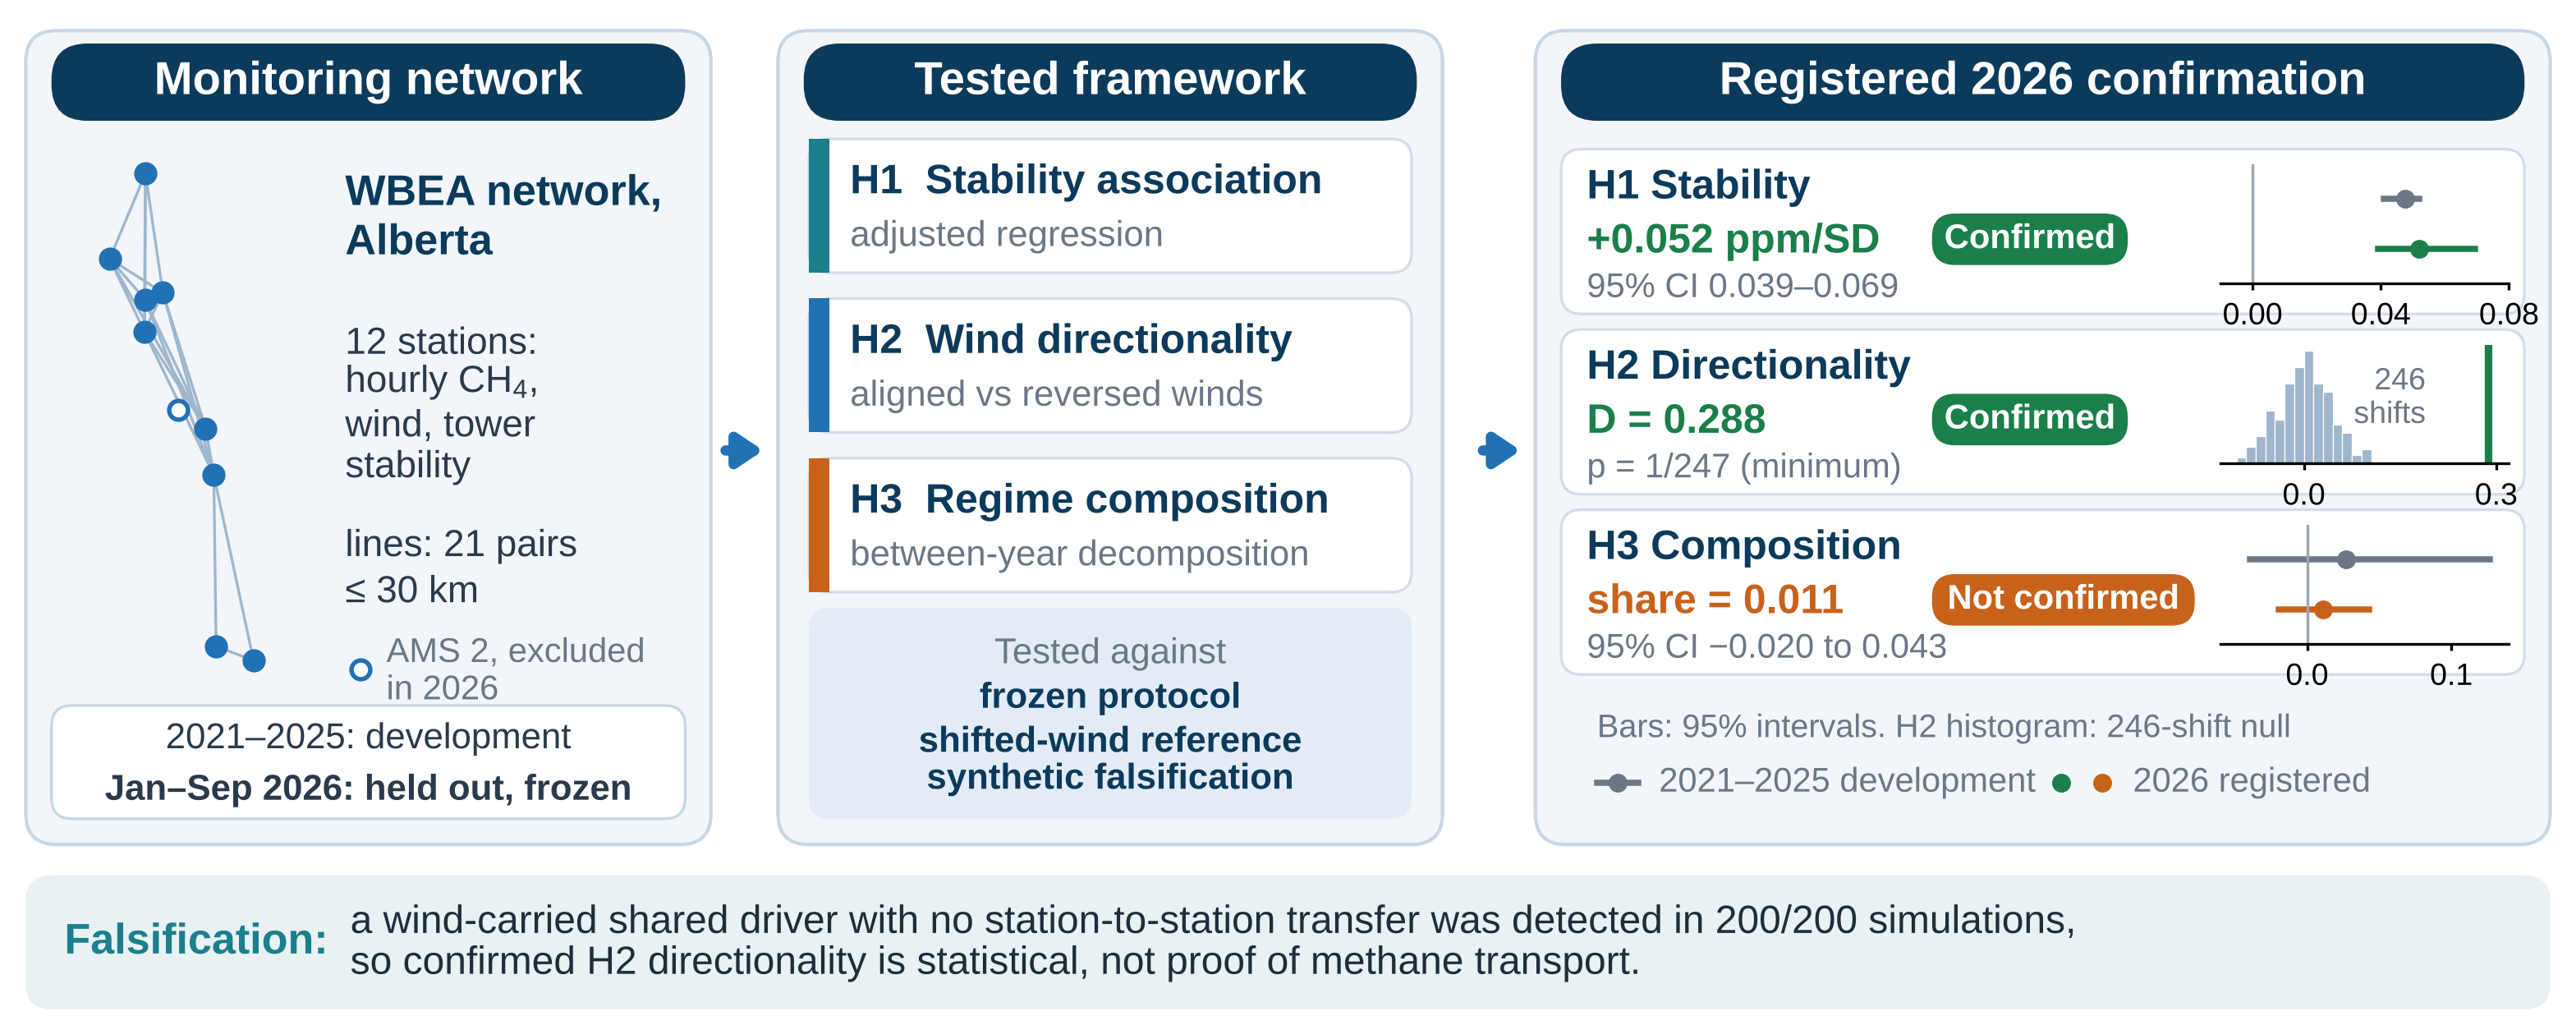 Monitoring network
WBEA network,
Alberta
12 stations:
hourly CH₄,
wind, tower
stability
lines: 21 pairs
≤ 30 km
AMS 2, excluded
in 2026
2021–2025: development
Jan–Sep 2026: held out, frozen
Tested framework
H1 Stability association
adjusted regression
H2 Wind directionality
aligned vs reversed winds
H3 Regime composition
between-year decomposition
Tested against
frozen protocol
shifted-wind reference
synthetic falsification
Registered 2026 confirmation
H1 Stability
+0.052 ppm/SD
Confirmed
95% CI 0.039–0.069
0.00 0.04 0.08
H2 Directionality
D = 0.288
Confirmed
p = 1/247 (minimum)
246
shifts
0.0 0.3
H3 Composition
share = 0.011
Not confirmed
95% CI −0.020 to 0.043
0.0 0.1
Bars: 95% intervals. H2 histogram: 246-shift null
2021–2025 development 2026 registered
Falsification:
a wind-carried shared driver with no station-to-station transfer was detected in 200/200 simulations,
so confirmed H2 directionality is statistical, not proof of methane transport.